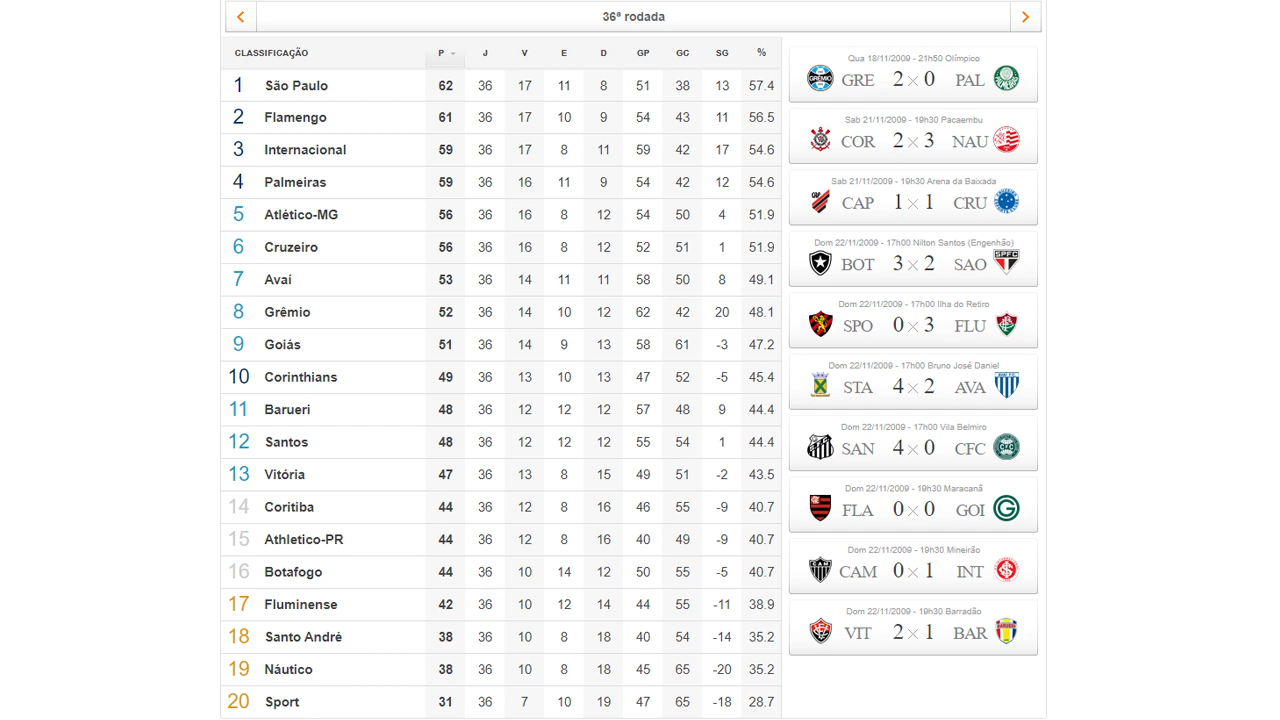 36ª rodada
CLASSIFICAÇÃO P J V E D GP GC SG %
1 São Paulo 62 36 17 11 8 51 38 13 57.4
2 Flamengo 61 36 17 10 9 54 43 11 56.5
3 Internacional 59 36 17 8 11 59 42 17 54.6
4 Palmeiras 59 36 16 11 9 54 42 12 54.6
5 Atlético-MG 56 36 16 8 12 54 50 4 51.9
6 Cruzeiro 56 36 16 8 12 52 51 1 51.9
7 Avaí 53 36 14 11 11 58 50 8 49.1
8 Grêmio 52 36 14 10 12 62 42 20 48.1
9 Goiás 51 36 14 9 13 58 61 -3 47.2
10 Corinthians 49 36 13 10 13 47 52 -5 45.4
11 Barueri 48 36 12 12 12 57 48 9 44.4
12 Santos 48 36 12 12 12 55 54 1 44.4
13 Vitória 47 36 13 8 15 49 51 -2 43.5
14 Coritiba 44 36 12 8 16 46 55 -9 40.7
15 Athletico-PR 44 36 12 8 16 40 49 -9 40.7
16 Botafogo 44 36 10 14 12 50 55 -5 40.7
17 Fluminense 42 36 10 12 14 44 55 -11 38.9
18 Santo André 38 36 10 8 18 40 54 -14 35.2
19 Náutico 38 36 10 8 18 45 65 -20 35.2
20 Sport 31 36 7 10 19 47 65 -18 28.7
Qua 18/11/2009 - 21h50 Olímpico
GRE 2 × 0 PAL
Sab 21/11/2009 - 19h30 Pacaembu
COR 2 × 3 NAU
Sab 21/11/2009 - 19h30 Arena da Baixada
CAP 1 × 1 CRU
Dom 22/11/2009 - 17h00 Nilton Santos (Engenhão)
BOT 3 × 2 SAO
Dom 22/11/2009 - 17h00 Ilha do Retiro
SPO 0 × 3 FLU
Dom 22/11/2009 - 17h00 Bruno José Daniel
STA 4 × 2 AVA
Dom 22/11/2009 - 17h00 Vila Belmiro
SAN 4 × 0 CFC
Dom 22/11/2009 - 19h30 Maracanã
FLA 0 × 0 GOI
Dom 22/11/2009 - 19h30 Mineirão
CAM 0 × 1 INT
Dom 22/11/2009 - 19h30 Barradão
VIT 2 × 1 BAR